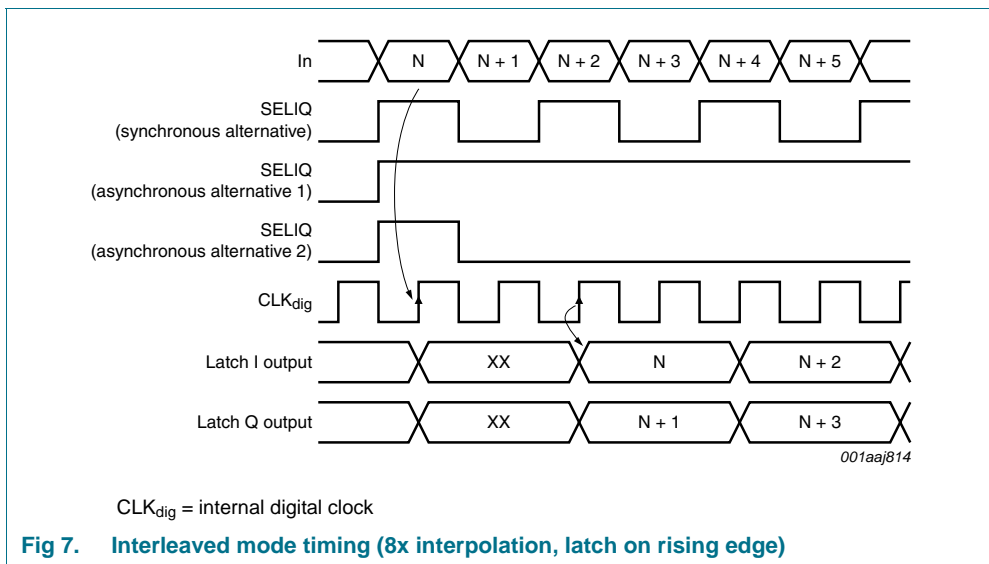 In N N + 1 N + 2 N + 3 N + 4 N + 5
SELIQ
(synchronous alternative)
SELIQ
(asynchronous alternative 1)
SELIQ
(asynchronous alternative 2)
CLKdig
Latch I output XX N N + 2
Latch Q output XX N + 1 N + 3
001aaj814
CLKdig = internal digital clock
Fig 7. Interleaved mode timing (8x interpolation, latch on rising edge)